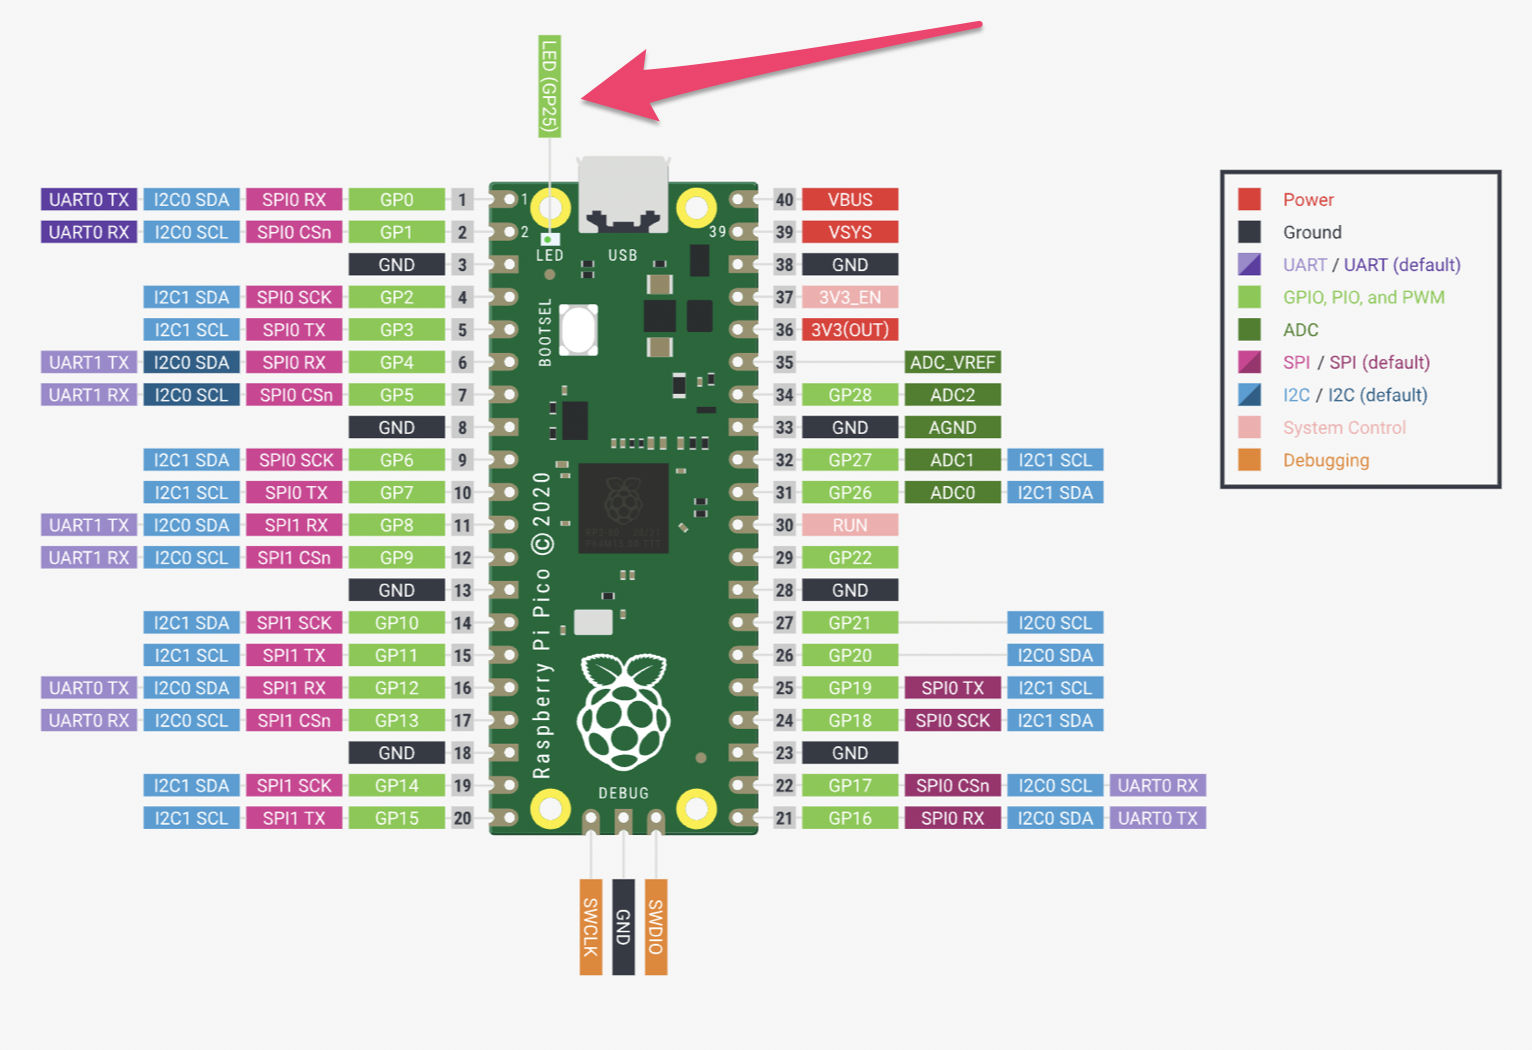 LED (GP25)
UART0 TX I2C0 SDA SPI0 RX GP0 1 1 40 VBUS
UART0 RX I2C0 SCL SPI0 CSn GP1 2 2 39 39 VSYS
LED USB
GND 3 38 GND
I2C1 SDA SPI0 SCK GP2 4 37 3V3_EN
BOOTSEL
I2C1 SCL SPI0 TX GP3 5 36 3V3(OUT)
UART1 TX I2C0 SDA SPI0 RX GP4 6 35 ADC_VREF
UART1 RX I2C0 SCL SPI0 CSn GP5 7 34 GP28 ADC2
GND 8 33 GND AGND
I2C1 SDA SPI0 SCK GP6 9 32 GP27 ADC1 I2C1 SCL
I2C1 SCL SPI0 TX GP7 10 31 GP26 ADC0 I2C1 SDA
UART1 TX I2C0 SDA SPI1 RX GP8 11 30 RUN
UART1 RX I2C0 SCL SPI1 CSn GP9 12 29 GP22
GND 13 28 GND
I2C1 SDA SPI1 SCK GP10 14 27 GP21 I2C0 SCL
I2C1 SCL SPI1 TX GP11 15 26 GP20 I2C0 SDA
UART0 TX I2C0 SDA SPI1 RX GP12 16 25 GP19 SPI0 TX I2C1 SCL
UART0 RX I2C0 SCL SPI1 CSn GP13 17 24 GP18 SPI0 SCK I2C1 SDA
GND 18 23 GND
I2C1 SDA SPI1 SCK GP14 19 22 GP17 SPI0 CSn I2C0 SCL UART0 RX
I2C1 SCL SPI1 TX GP15 20 21 GP16 SPI0 RX I2C0 SDA UART0 TX
Raspberry Pi Pico © 2020
DEBUG
SWCLK
GND
SWDIO
Power
Ground
UART / UART (default)
GPIO, PIO, and PWM
ADC
SPI / SPI (default)
I2C / I2C (default)
System Control
Debugging